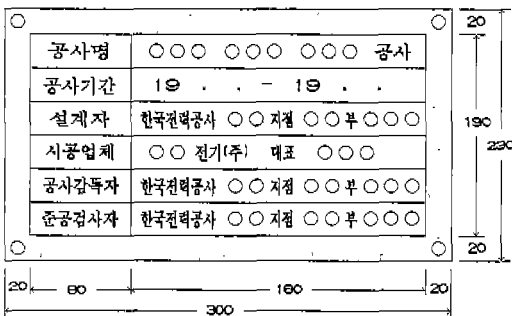 공사명 ○○○ ○○○ ○○○ 공사
공사기간 19 . . - 19 . .
설계자 한국전력공사 ○○지점 ○○부 ○○○
시공업체 ○○ 전기(주) 대표 ○○○
공사감독자 한국전력공사 ○○지점 ○○부 ○○○
준공검사자 한국전력공사 ○○지점 ○○부 ○○○
20
190
230
20
20 80 180 20
300